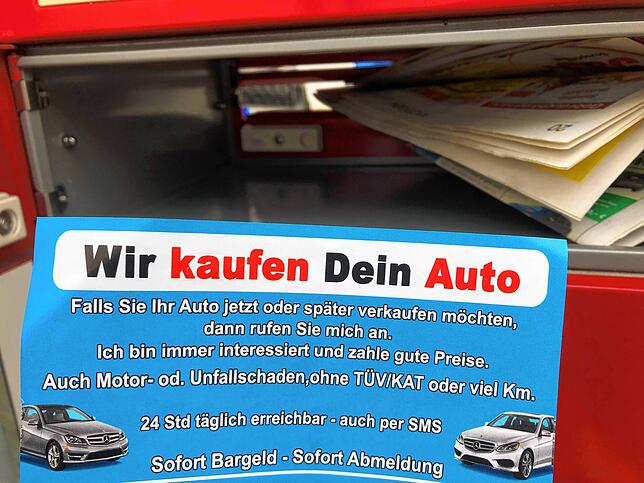 Wir kaufen Dein Auto
Falls Sie Ihr Auto jetzt oder später verkaufen möchten,
dann rufen Sie mich an.
Ich bin immer interessiert und zahle gute Preise.
Auch Motor- od. Unfallschaden,ohne TÜV/KAT oder viel Km.
24 Std täglich erreichbar - auch per SMS
Sofort Bargeld - Sofort Abmeldung